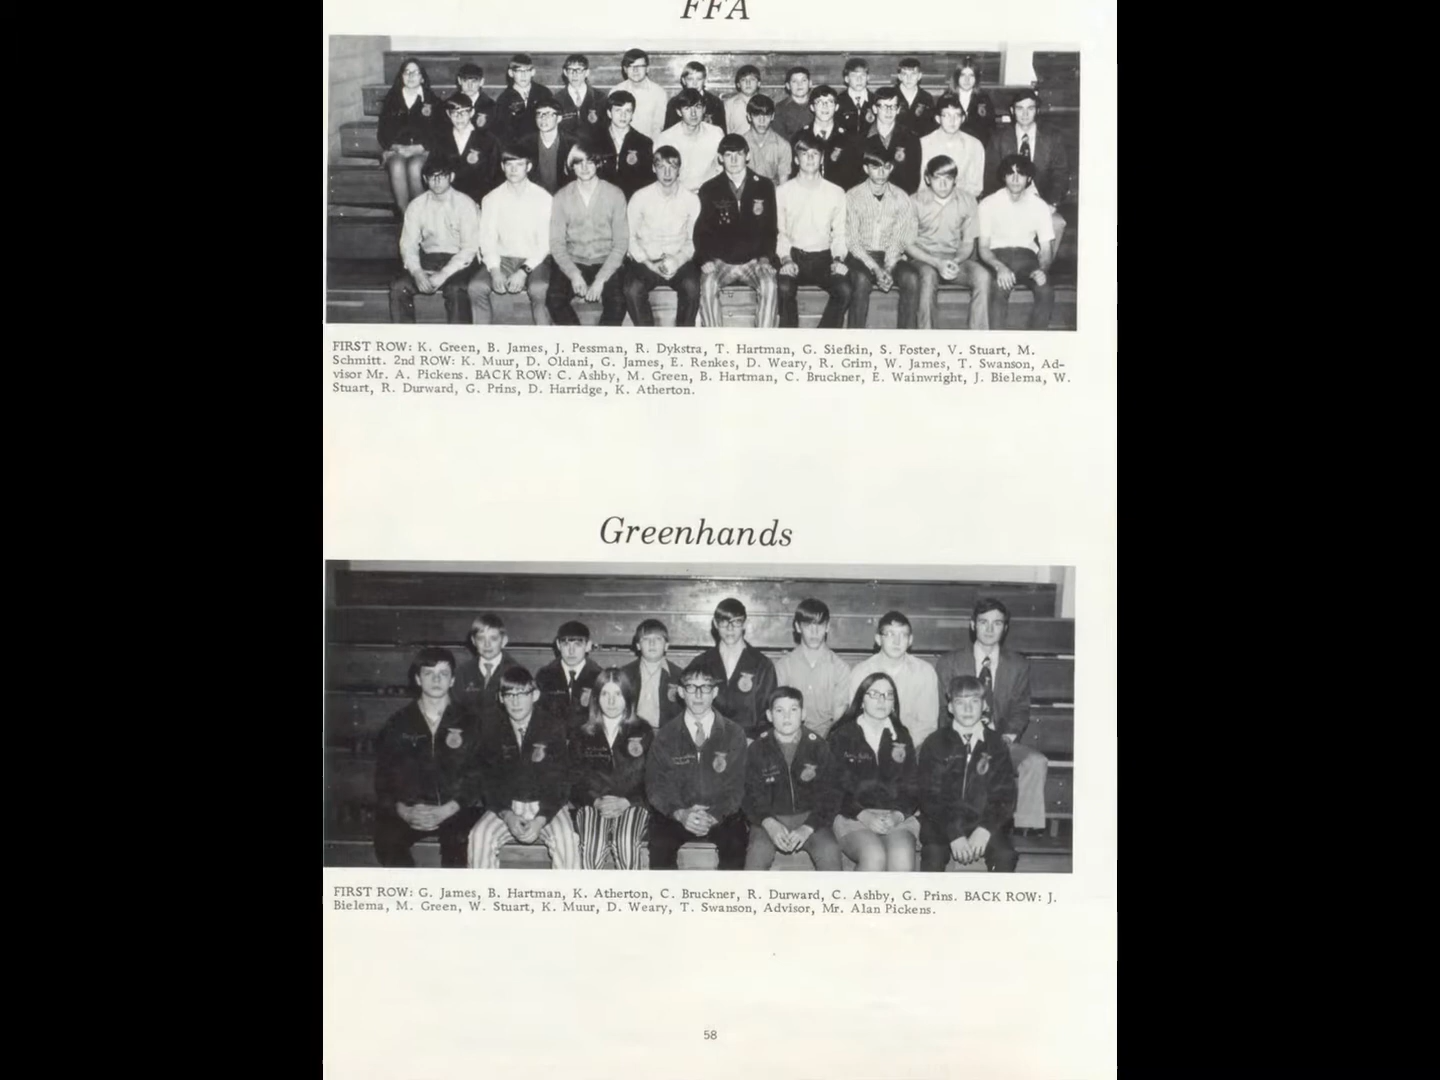 FFA
FIRST ROW: K. Green, B. James, J. Pessman, R. Dykstra, T. Hartman, G. Siefkin, S. Foster, V. Stuart, M.
Schmitt. 2nd ROW: K. Muur, D. Oldani, G. James, E. Renkes, D. Weary, R. Grim, W. James, T. Swanson, Ad-
visor Mr. A. Pickens. BACK ROW: C. Ashby, M. Green, B. Hartman, C. Bruckner, E. Wainwright, J. Bielema, W.
Stuart, R. Durward, G. Prins, D. Harridge, K. Atherton.
Greenhands
FIRST ROW: G. James, B. Hartman, K. Atherton, C. Bruckner, R. Durward, C. Ashby, G. Prins. BACK ROW: J.
Bielema, M. Green, W. Stuart, K. Muur, D. Weary, T. Swanson, Advisor, Mr. Alan Pickens.
58